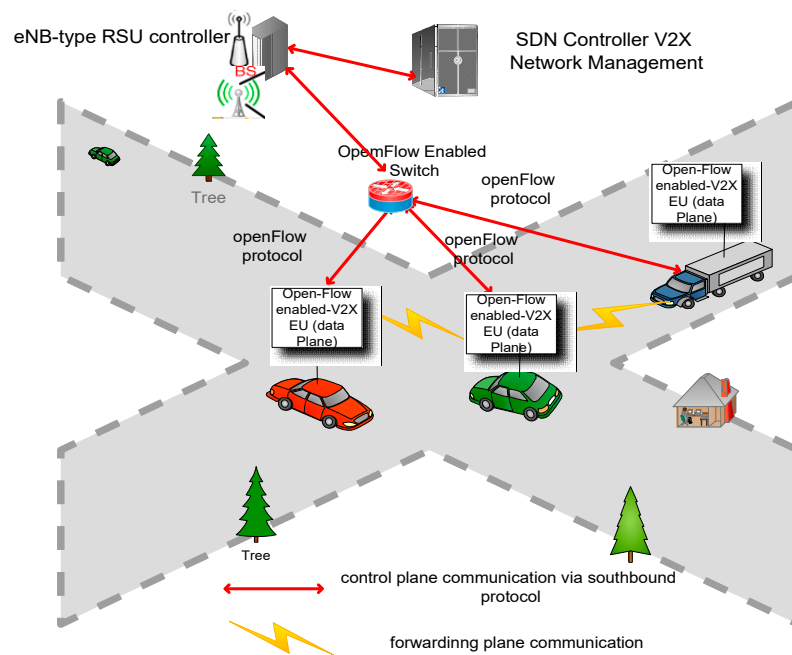 eNB-type RSU controller
BS
SDN Controller V2X
Network Management
OpemFlow Enabled
Switch
Tree
openFlow
protocol
Open-Flow
enabled-V2X
EU (data
Plane)
openFlow
protocol
openFlow
protocol
Open-Flow
enabled-V2X
EU (data
Plane)
Open-Flow
enabled-V2X
EU (data
Plane)
Tree
control plane communication via southbound
protocol
forwardinng plane communication